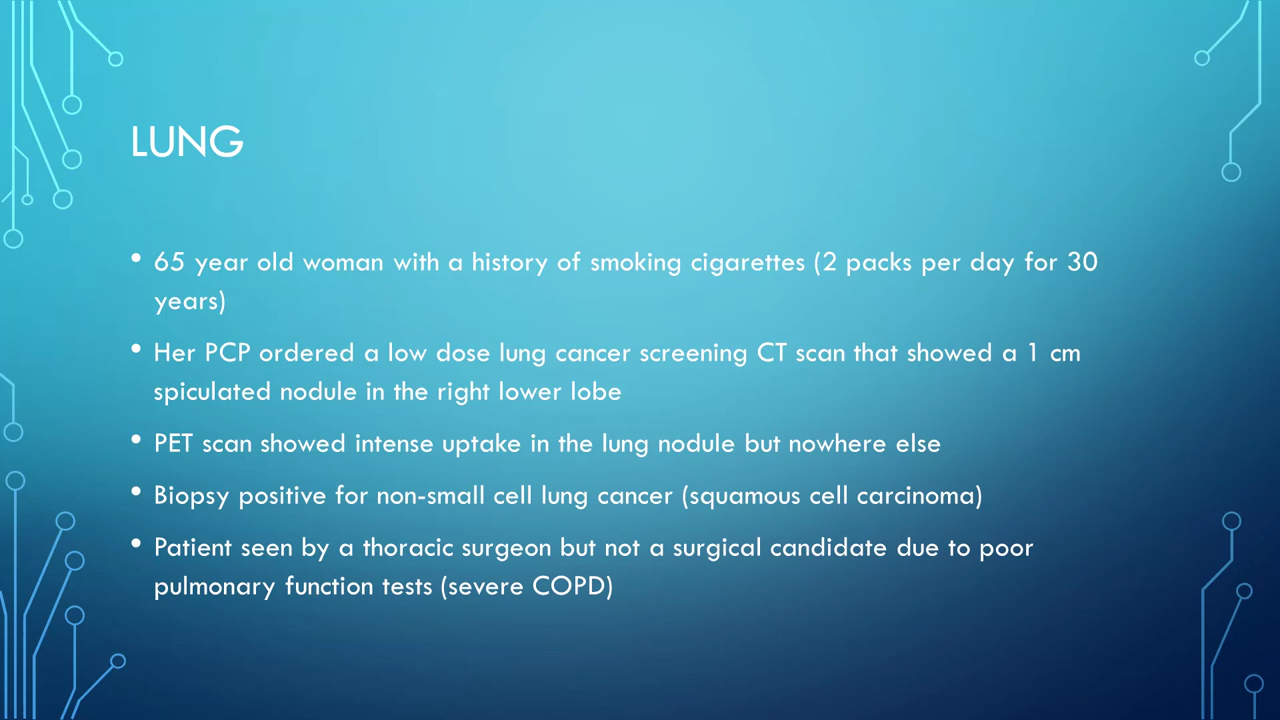 LUNG
• 65 year old woman with a history of smoking cigarettes (2 packs per day for 30
years)
• Her PCP ordered a low dose lung cancer screening CT scan that showed a 1 cm
spiculated nodule in the right lower lobe
• PET scan showed intense uptake in the lung nodule but nowhere else
• Biopsy positive for non-small cell lung cancer (squamous cell carcinoma)
• Patient seen by a thoracic surgeon but not a surgical candidate due to poor
pulmonary function tests (severe COPD)